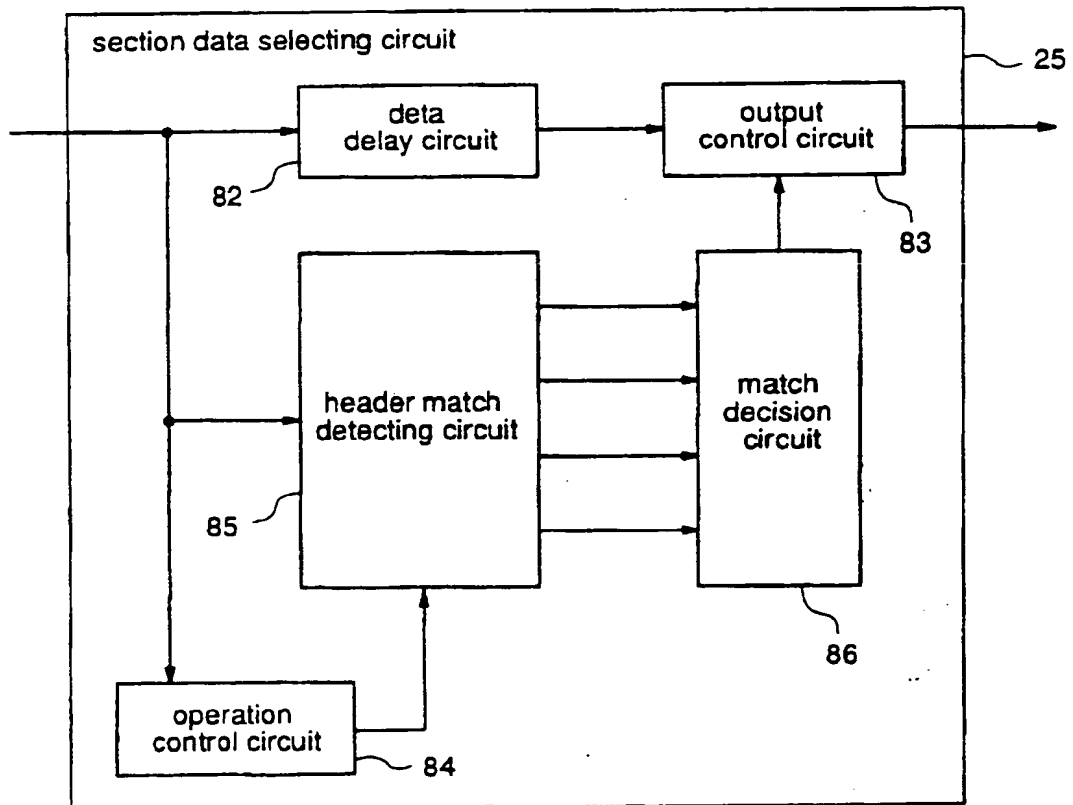 section data selecting circuit
25
deta
delay circuit
82
output
control circuit
83
header match
detecting circuit
85
match
decision
circuit
86
operation
control circuit
84